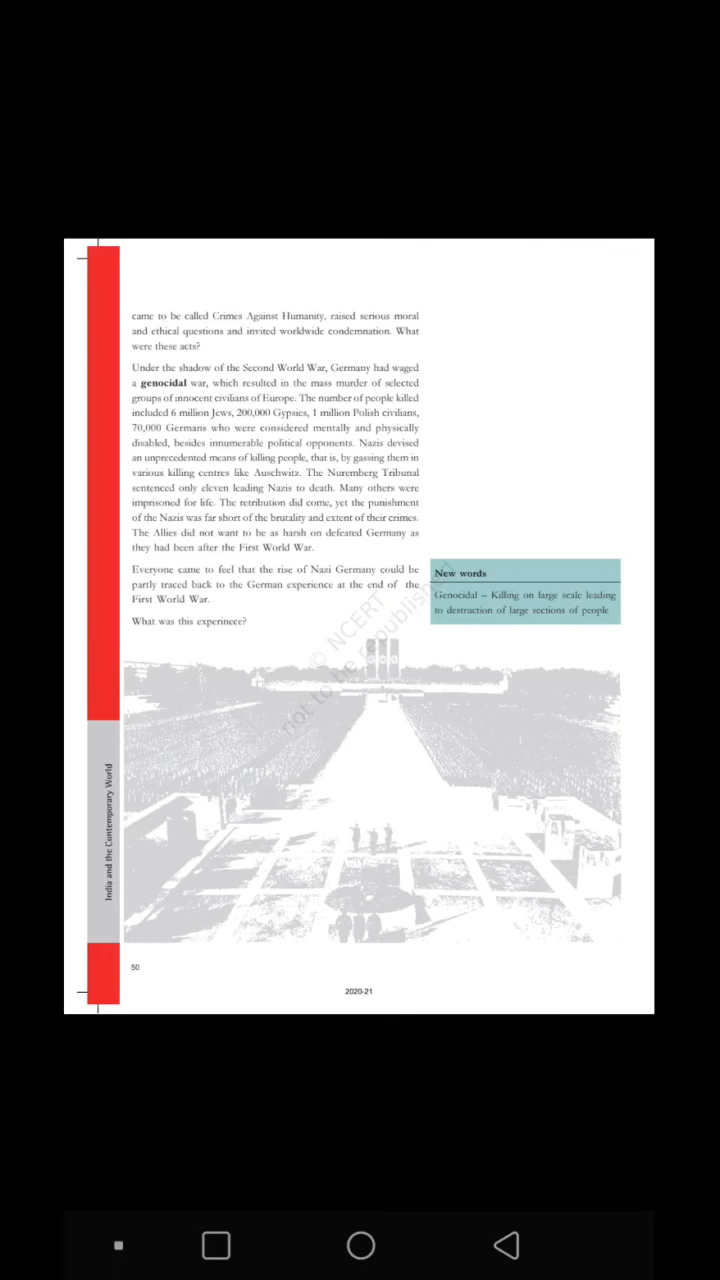 came to be called Crimes Against Humanity, raised serious moral
and ethical questions and invited worldwide condemnation. What
were these acts?
Under the shadow of the Second World War, Germany had waged
a genocidal war, which resulted in the mass murder of selected
groups of innocent civilians of Europe. The number of people killed
included 6 million Jews, 200,000 Gypsies, 1 million Polish civilians,
70,000 Germans who were considered mentally and physically
disabled, besides innumerable political opponents. Nazis devised
an unprecedented means of killing people, that is, by gassing them in
various killing centres like Auschwitz. The Nuremberg Tribunal
sentenced only eleven leading Nazis to death. Many others were
imprisoned for life. The retribution did come, yet the punishment
of the Nazis was far short of the brutality and extent of their crimes.
The Allies did not want to be as harsh on defeated Germany as
they had been after the First World War.
Everyone came to feel that the rise of Nazi Germany could be
partly traced back to the German experience at the end of the
First World War.
What was this experinece?
New words
Genocidal – Killing on large scale leading
to destruction of large sections of people
© NCERT
not to be republished
India and the Contemporary World
50
2020-21